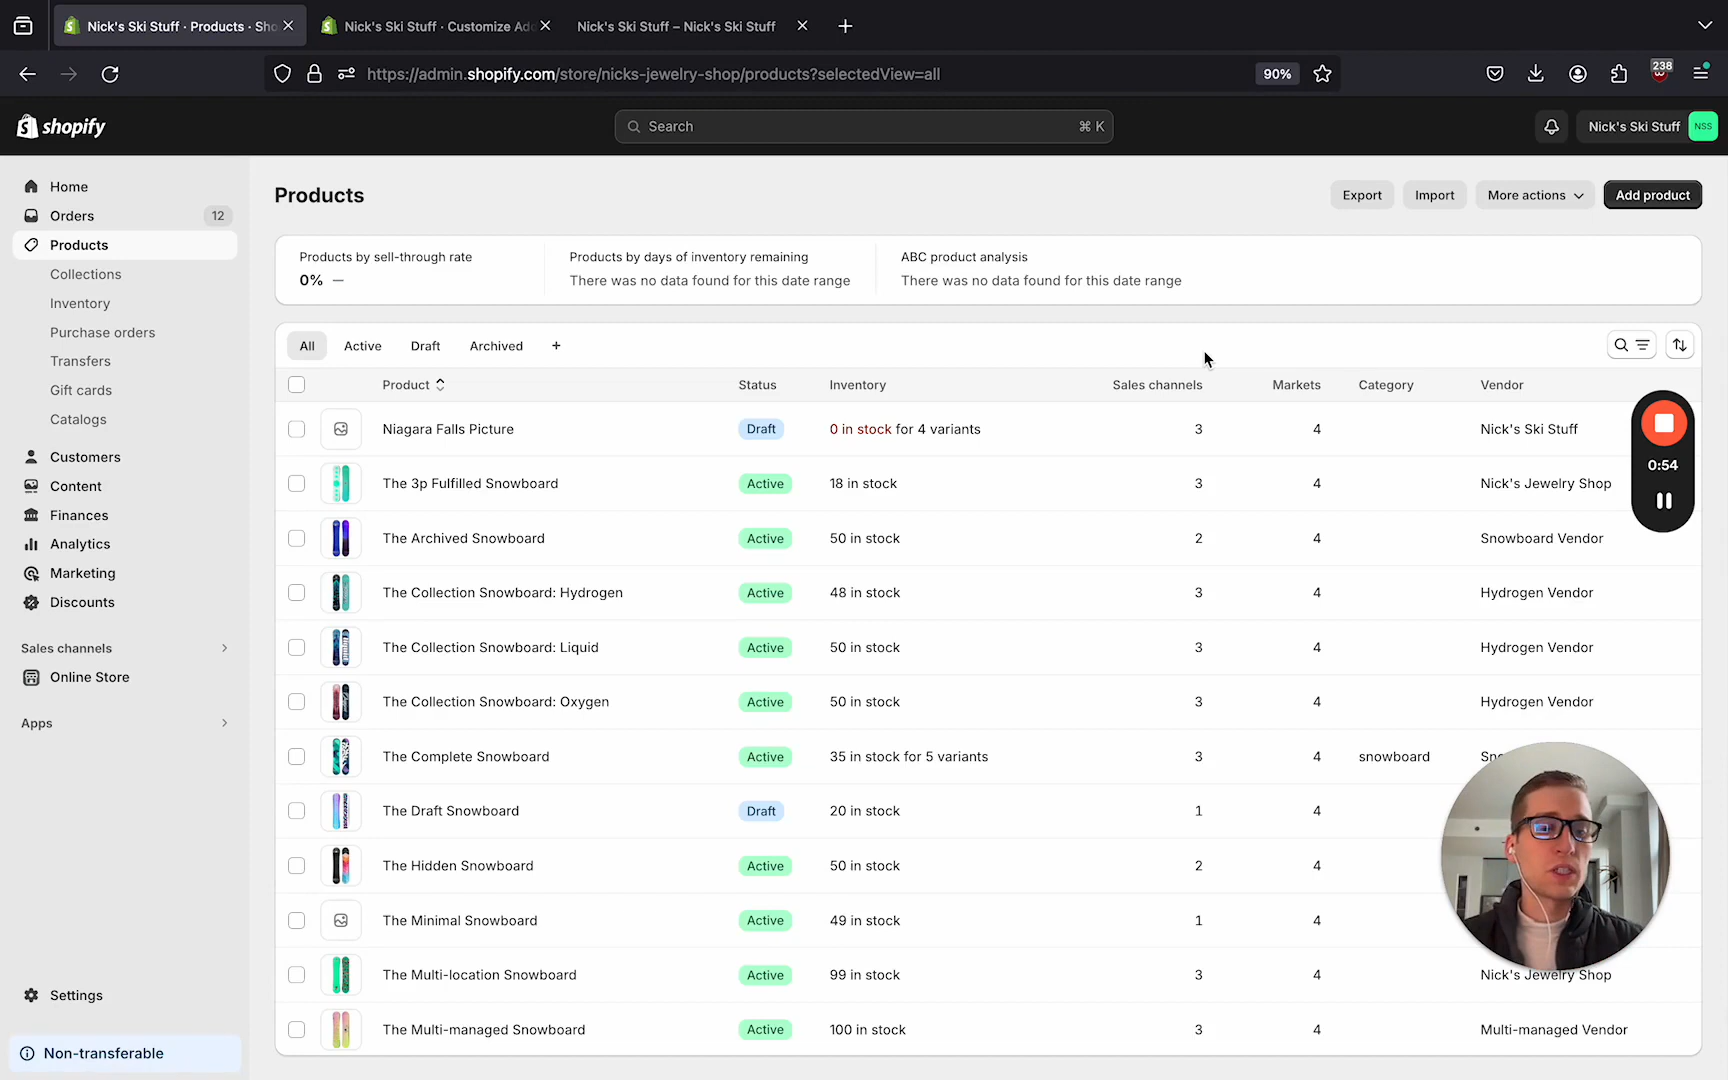 Nick's Ski Stuff · Products · Sho
Nick's Ski Stuff · Customize Ad
Nick's Ski Stuff – Nick's Ski Stuff
https://admin.shopify.com/store/nicks-jewelry-shop/products?selectedView=all
90%
238
shopify
Search
⌘ K
Nick's Ski Stuff
NSS
Home
Orders
12
Products
Collections
Inventory
Purchase orders
Transfers
Gift cards
Catalogs
Customers
Content
Finances
Analytics
Marketing
Discounts
Sales channels
Online Store
Apps
Settings
Non-transferable
Products
Export
Import
More actions
Add product
Products by sell-through rate
0% —
Products by days of inventory remaining
There was no data found for this date range
ABC product analysis
There was no data found for this date range
All
Active
Draft
Archived
+
Product
Status
Inventory
Sales channels
Markets
Category
Vendor
Niagara Falls Picture Draft 0 in stock for 4 variants 3 4 Nick's Ski Stuff
The 3p Fulfilled Snowboard Active 18 in stock 3 4 Nick's Jewelry Shop
The Archived Snowboard Active 50 in stock 2 4 Snowboard Vendor
The Collection Snowboard: Hydrogen Active 48 in stock 3 4 Hydrogen Vendor
The Collection Snowboard: Liquid Active 50 in stock 3 4 Hydrogen Vendor
The Collection Snowboard: Oxygen Active 50 in stock 3 4 Hydrogen Vendor
The Complete Snowboard Active 35 in stock for 5 variants 3 4 snowboard
The Draft Snowboard Draft 20 in stock 1 4
The Hidden Snowboard Active 50 in stock 2 4
The Minimal Snowboard Active 49 in stock 1 4
The Multi-location Snowboard Active 99 in stock 3 4 Nick's Jewelry Shop
The Multi-managed Snowboard Active 100 in stock 3 4 Multi-managed Vendor
0:54